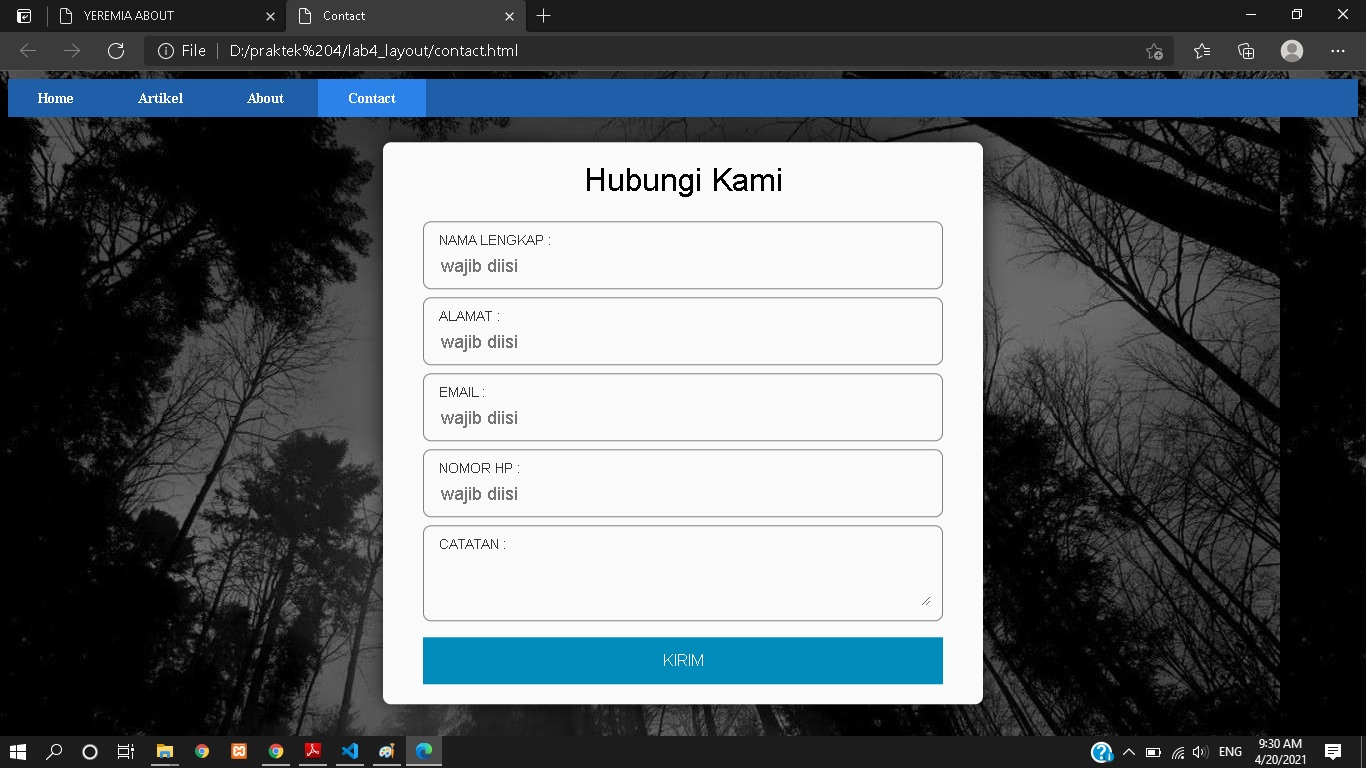 YEREMIA ABOUT
Contact
File
D:/praktek%204/lab4_layout/contact.html
Home
Artikel
About
Contact
Hubungi Kami
NAMA LENGKAP :
wajib diisi
ALAMAT :
wajib diisi
EMAIL :
wajib diisi
NOMOR HP :
wajib diisi
CATATAN :
KIRIM
ENG
9:30 AM
4/20/2021